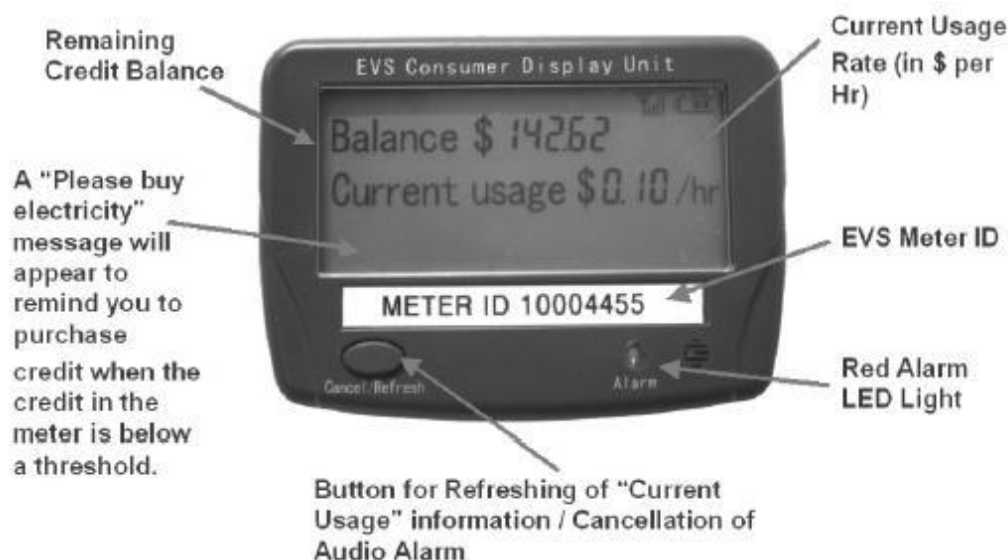 Remaining
Credit Balance
Current Usage
Rate (in $ per
Hr)
EVS Consumer Display Unit
Balance $ 142.62
Current usage $0.10/hr
A “Please buy
electricity”
message will
appear to
remind you to
purchase
credit when the
credit in the
meter is below
a threshold.
EVS Meter ID
METER ID 10004455
Cancel/Refresh
Alarm
Red Alarm
LED Light
Button for Refreshing of “Current
Usage” information / Cancellation of
Audio Alarm